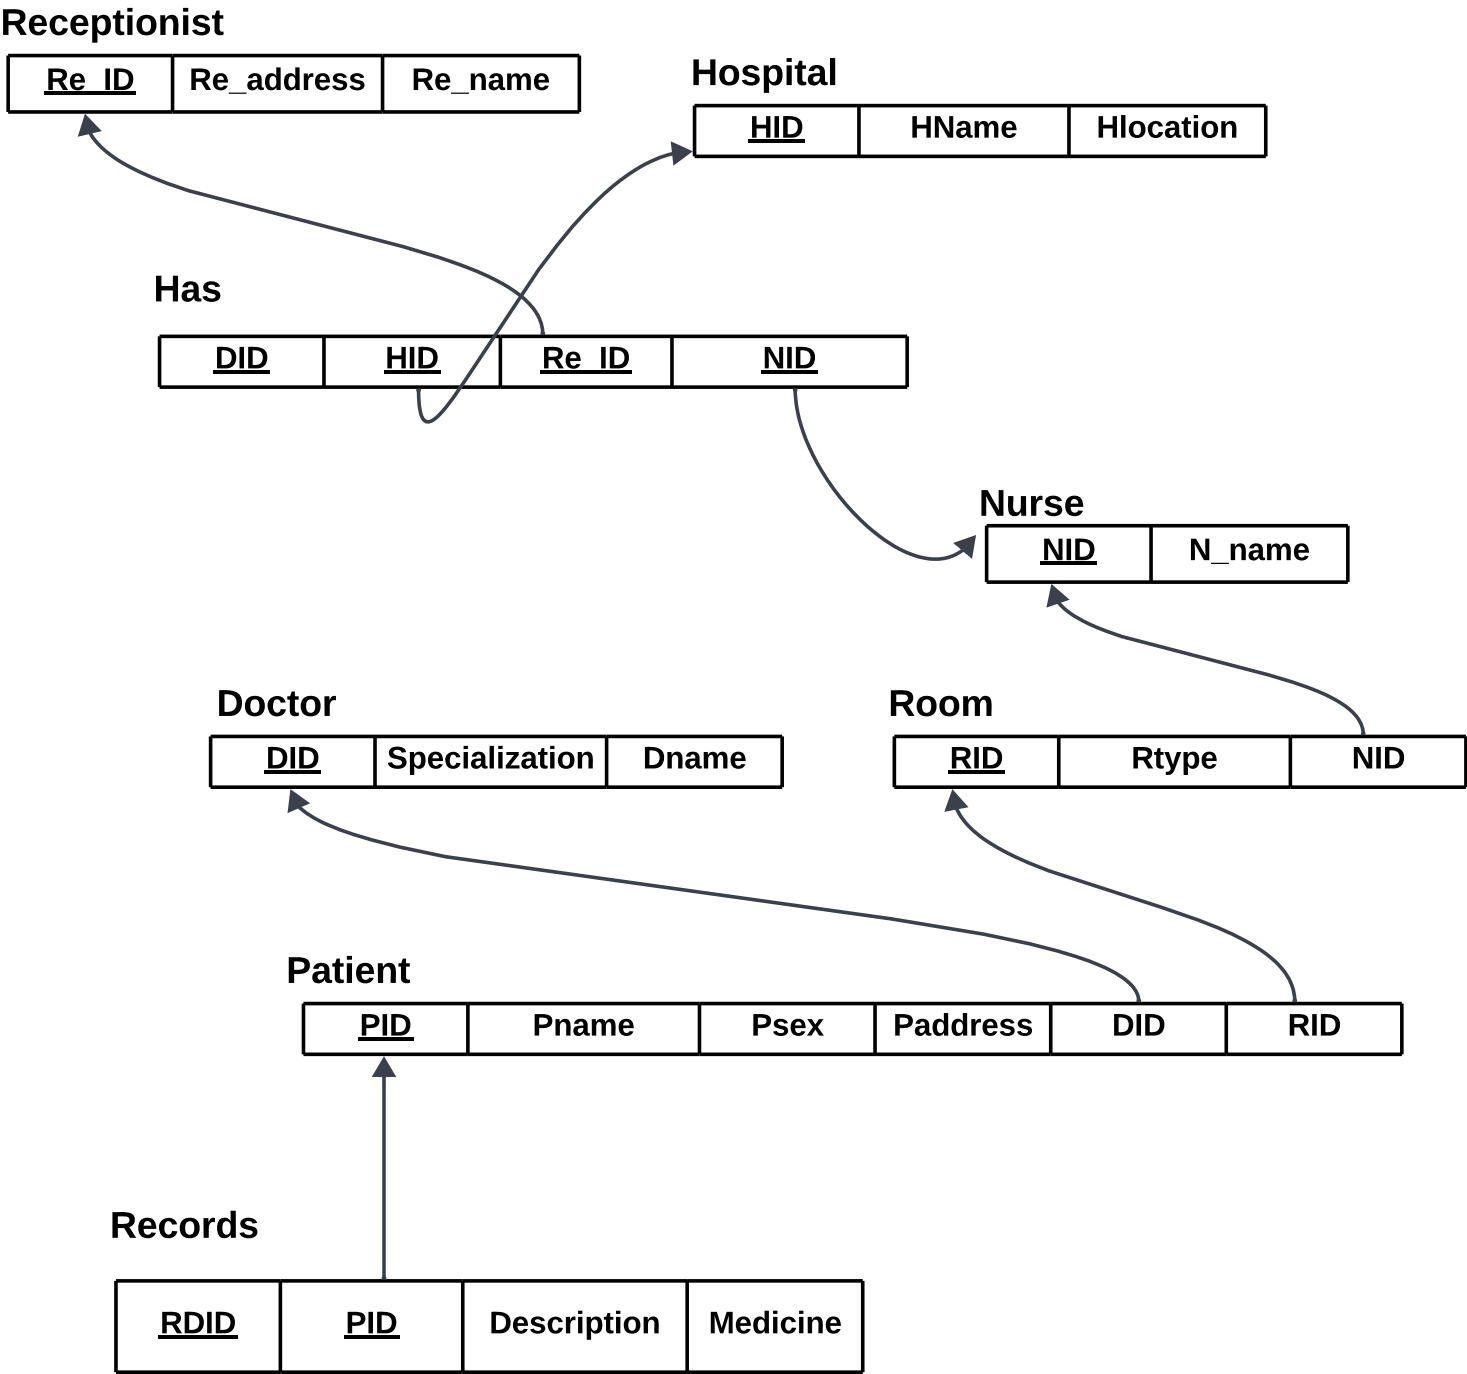 Receptionist
Re_ID Re_address Re_name
Hospital
HID HName Hlocation
Has
DID HID Re_ID NID
Nurse
NID N_name
Doctor
DID Specialization Dname
Room
RID Rtype NID
Patient
PID Pname Psex Paddress DID RID
Records
RDID PID Description Medicine